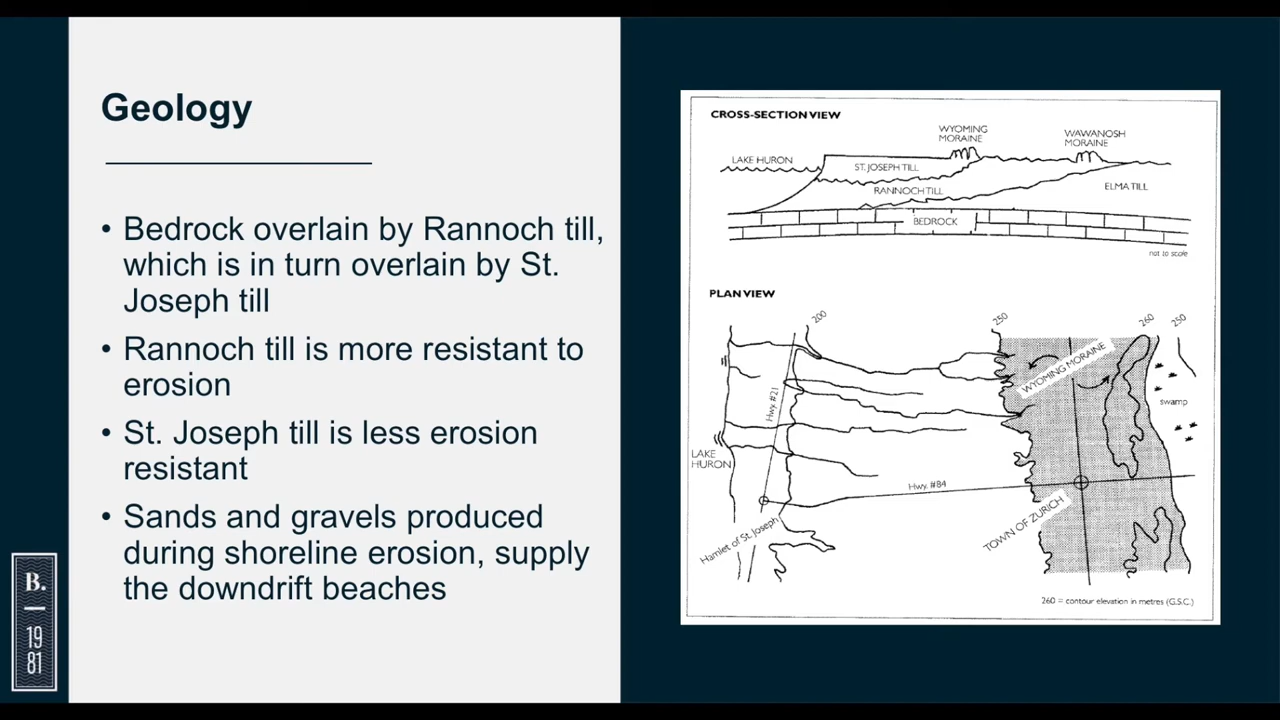 Geology
• Bedrock overlain by Rannoch till,
which is in turn overlain by St.
Joseph till
• Rannoch till is more resistant to
erosion
• St. Joseph till is less erosion
resistant
• Sands and gravels produced
during shoreline erosion, supply
the downdrift beaches
B.
19
81
CROSS-SECTION VIEW
WYOMING
MORAINE
WAWANOSH
MORAINE
LAKE HURON
ST. JOSEPH TILL
RANNOCH TILL
ELMA TILL
BEDROCK
not to scale
PLAN VIEW
200
250
260
250
WYOMING MORAINE
Hwy. #21
swamp
LAKE
HURON
Hwy. #84
TOWN OF ZURICH
Hamlet of St. Joseph
260 = contour elevation in metres (G.S.C.)